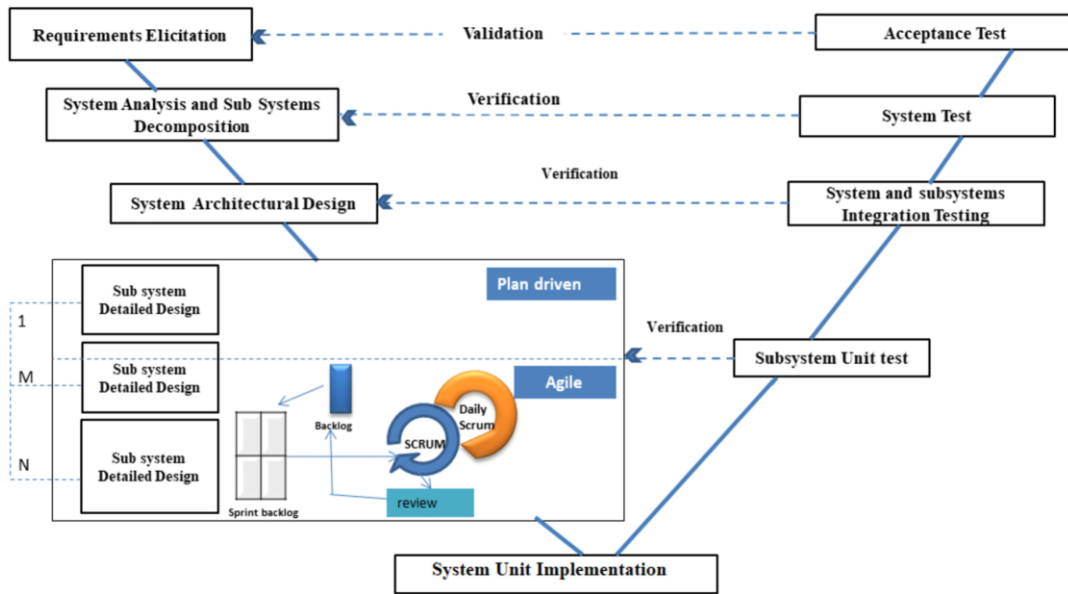 Requirements Elicitation
Validation
Acceptance Test
System Analysis and Sub Systems
Decomposition
Verification
System Test
System Architectural Design
Verification
System and subsystems
Integration Testing
Sub system
Detailed Design
Plan driven
1
Verification
Subsystem Unit test
M
Sub system
Detailed Design
Agile
Daily
Scrum
Backlog
SCRUM
N
Sub system
Detailed Design
review
Sprint backlog
System Unit Implementation